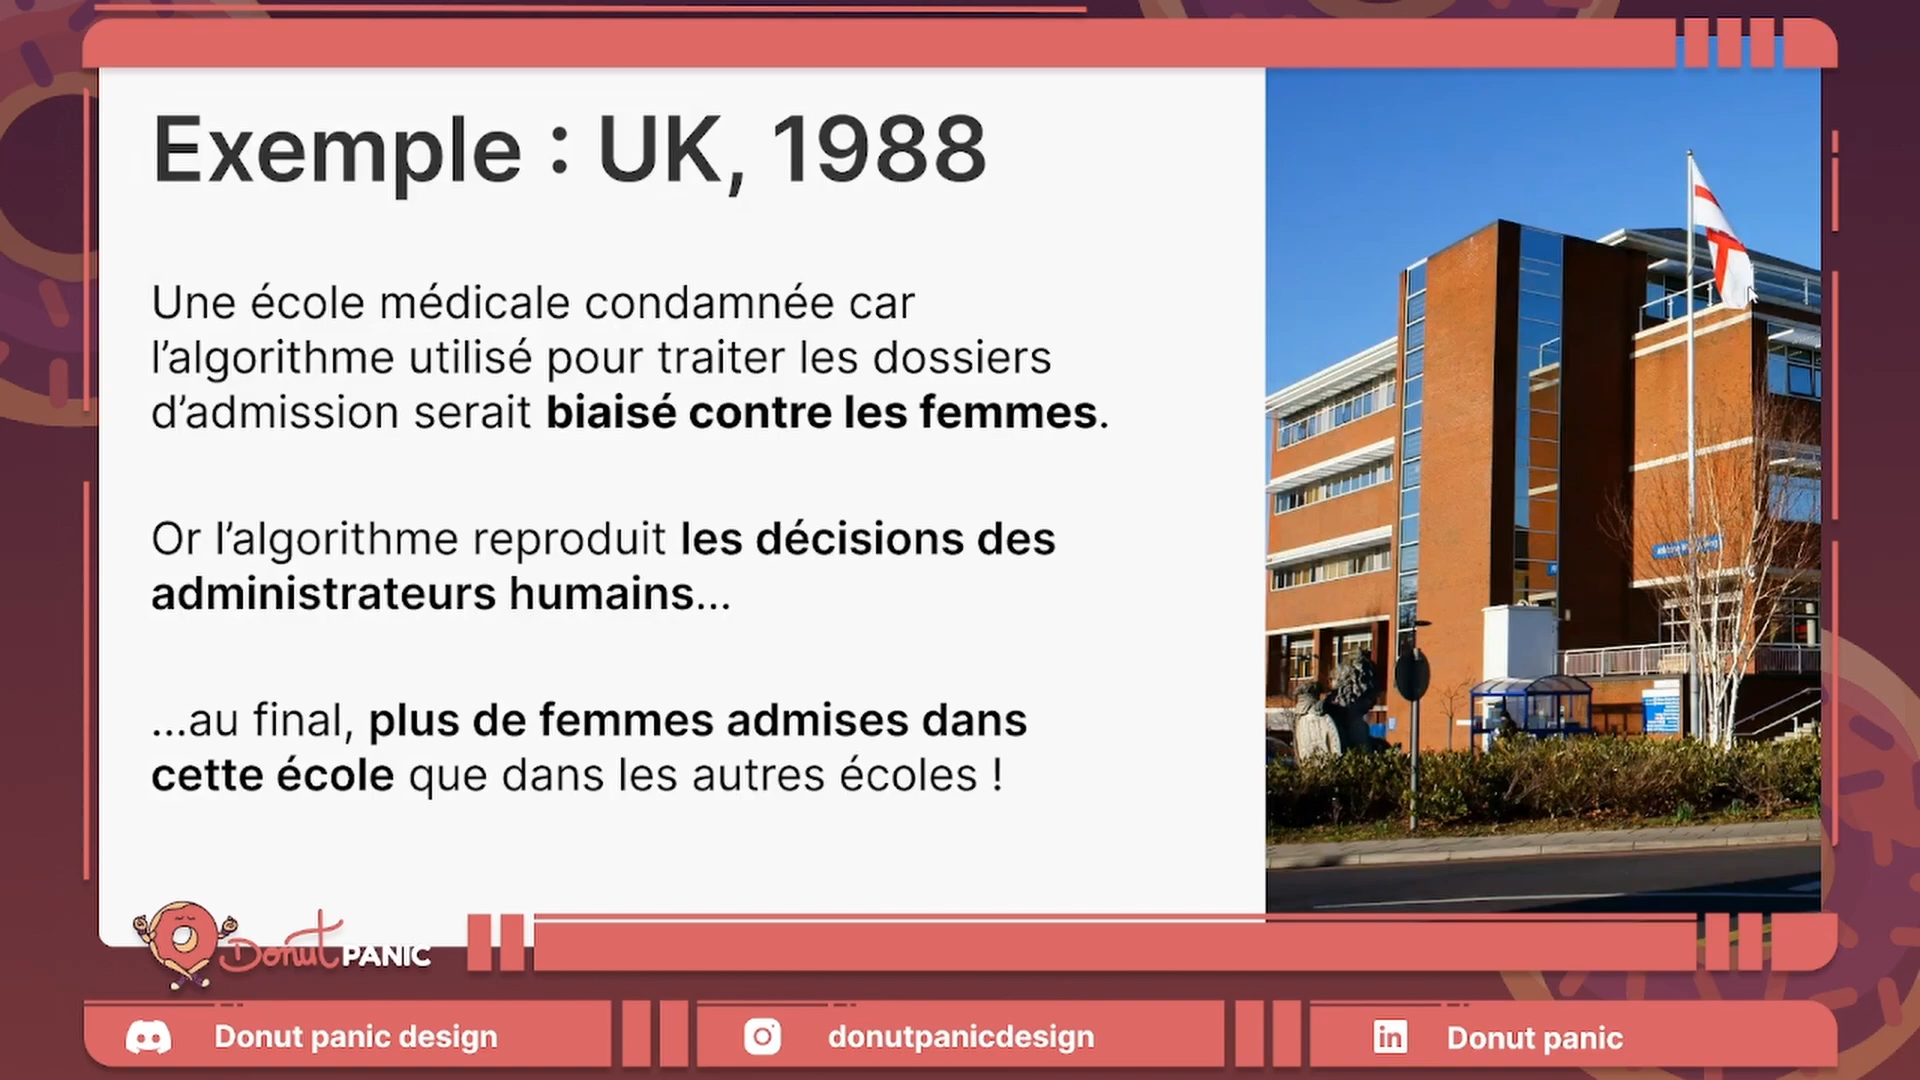 Exemple : UK, 1988
Une école médicale condamnée car
l’algorithme utilisé pour traiter les dossiers
d’admission serait biaisé contre les femmes.
Or l’algorithme reproduit les décisions des
administrateurs humains...
...au final, plus de femmes admises dans
cette école que dans les autres écoles !
Donut PANIC
Donut panic design
donutpanicdesign
Donut panic